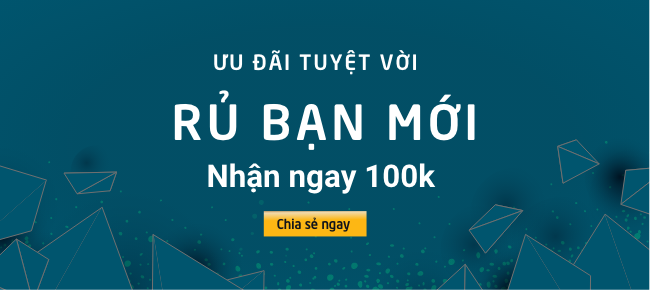 ƯU ĐÃI TUYỆT VỜI
RỦ BẠN MỚI
Nhận ngay 100k
Chia sẻ ngay